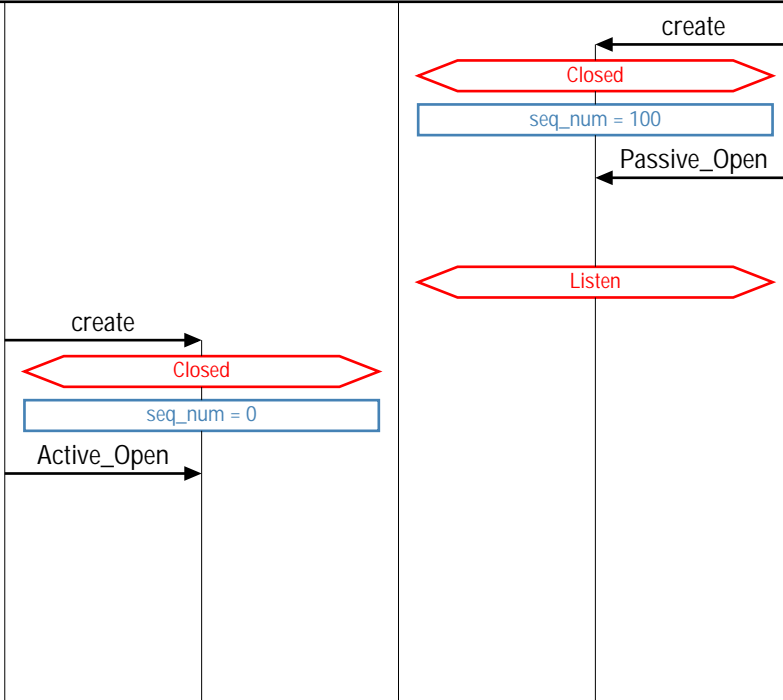 create
Closed
seq_num = 100
Passive_Open
Listen
create
Closed
seq_num = 0
Active_Open